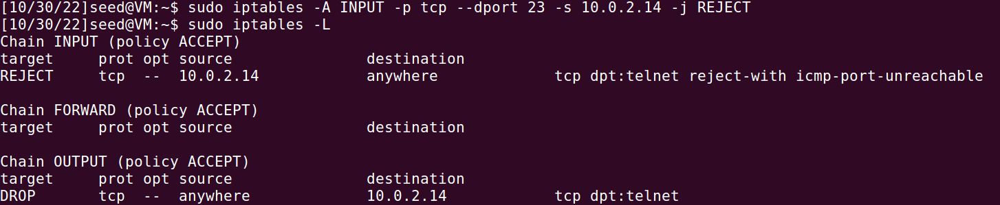 [10/30/22]seed@VM:~$ sudo iptables -A INPUT -p tcp --dport 23 -s 10.0.2.14 -j REJECT
[10/30/22]seed@VM:~$ sudo iptables -L
Chain INPUT (policy ACCEPT)
target     prot opt source               destination
REJECT     tcp  --  10.0.2.14            anywhere             tcp dpt:telnet reject-with icmp-port-unreachable
Chain FORWARD (policy ACCEPT)
target     prot opt source               destination
Chain OUTPUT (policy ACCEPT)
target     prot opt source               destination
DROP       tcp  --  anywhere             10.0.2.14            tcp dpt:telnet